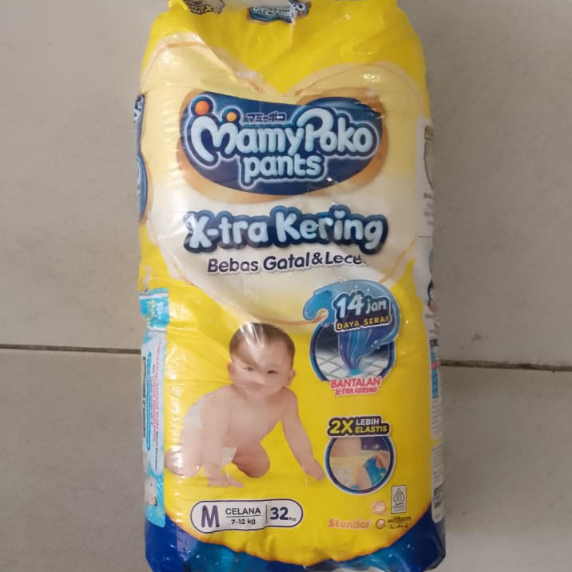 マミーポコ
MamyPoko
pants
X-tra Kering
Bebas Gatal & Lecet
14 jam
DAYA SERAP
BANTALAN
X-TRA KERING
2X LEBIH
ELASTIS
M CELANA 32
7-12 kg
Standar